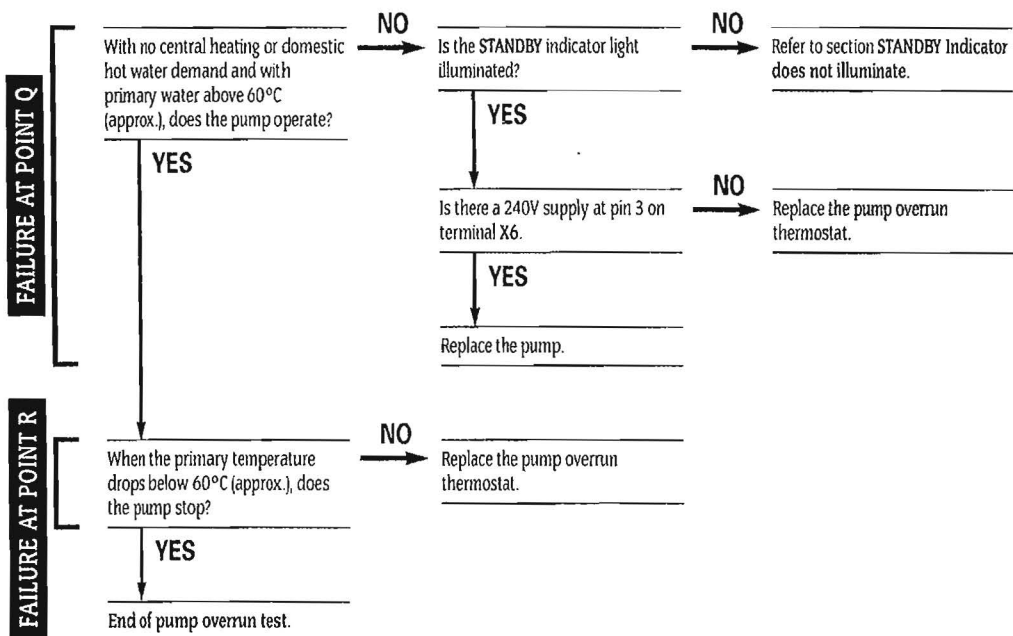 FAILURE AT POINT Q
With no central heating or domestic
hot water demand and with
primary water above 60°C
(approx.), does the pump operate?
NO
Is the STANDBY indicator light
illuminated?
NO
Refer to section STANDBY Indicator
does not illuminate.
YES
YES
Is there a 240V supply at pin 3 on
terminal X6.
NO
Replace the pump overrun
thermostat.
YES
Replace the pump.
FAILURE AT POINT R
When the primary temperature
drops below 60°C (approx.), does
the pump stop?
NO
Replace the pump overrun
thermostat.
YES
End of pump overrun test.